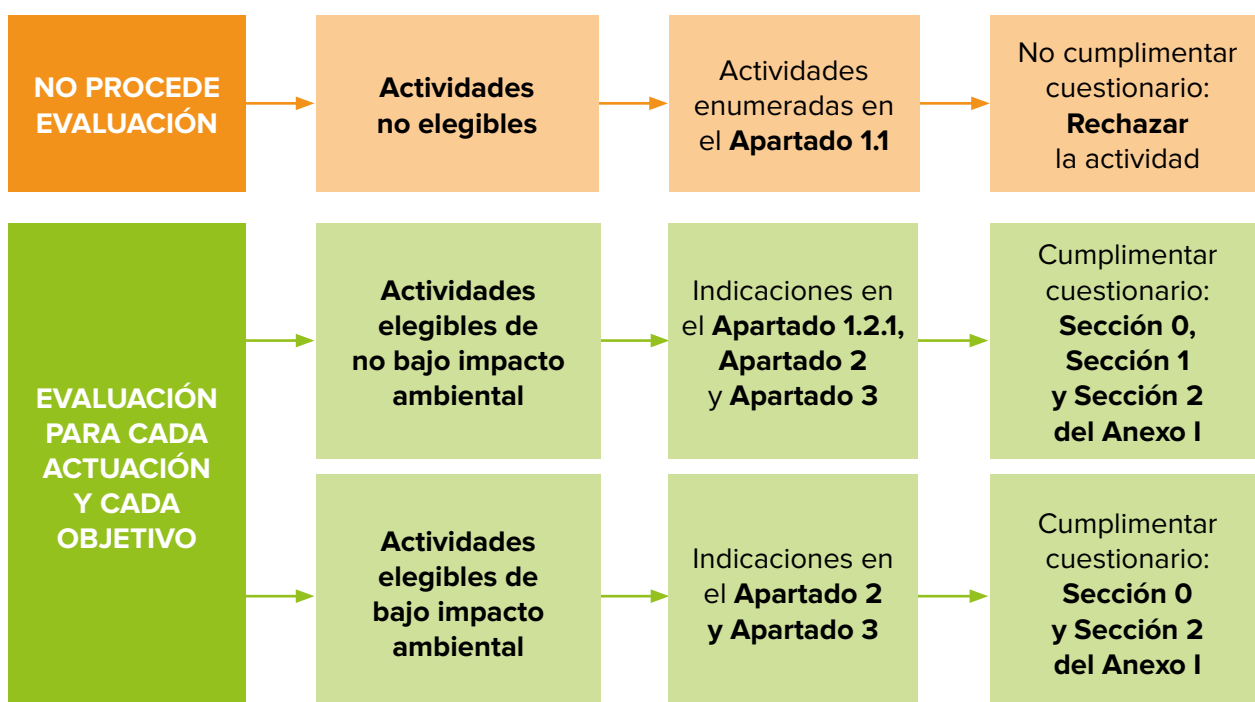 NO PROCEDE
EVALUACIÓN
Actividades
no elegibles
Actividades
enumeradas en
el Apartado 1.1
No cumplimentar
cuestionario:
Rechazar
la actividad
EVALUACIÓN
PARA CADA
ACTUACIÓN
Y CADA
OBJETIVO
Actividades
elegibles de
no bajo impacto
ambiental
Indicaciones en
el Apartado 1.2.1,
Apartado 2
y Apartado 3
Cumplimentar
cuestionario:
Sección 0,
Sección 1
y Sección 2
del Anexo I
Actividades
elegibles de
bajo impacto
ambiental
Indicaciones en
el Apartado 2
y Apartado 3
Cumplimentar
cuestionario:
Sección 0
y Sección 2
del Anexo I